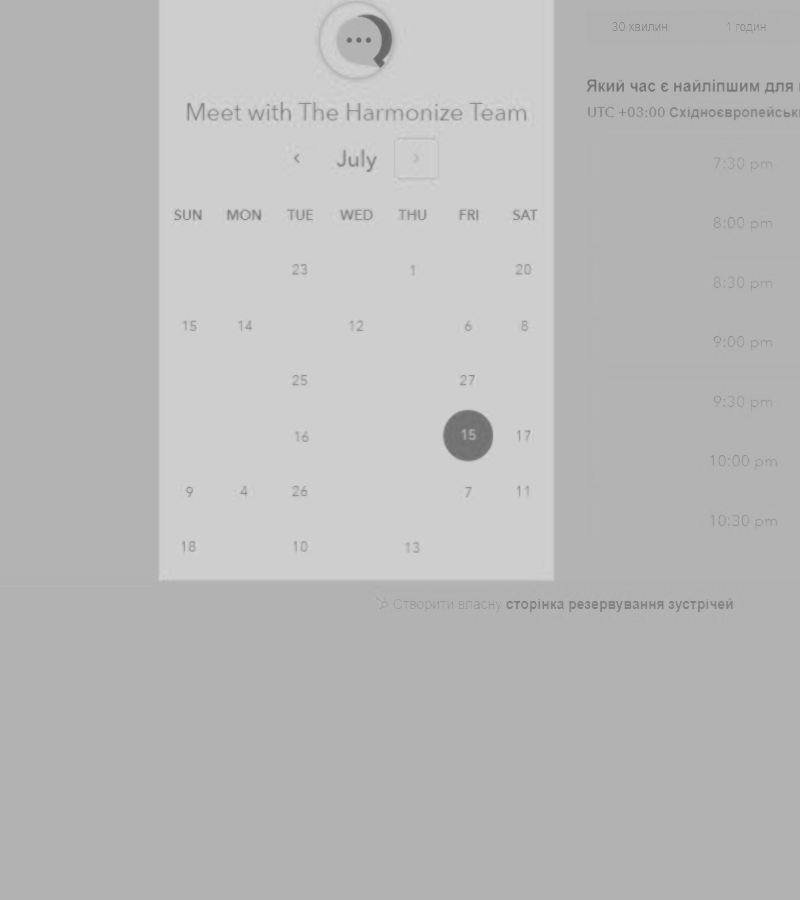 Meet with The Harmonize Team
July
SUN MON TUE WED THU FRI SAT
23 1 20
15 14 12 6 8
25 27
16 15 17
9 4 26 7 11
18 10 13
30 хвилин 1 годин
Який час є найліпшим для
UTC +03:00 Східноєвропейськ
7:30 pm
8:00 pm
8:30 pm
9:00 pm
9:30 pm
10:00 pm
10:30 pm
Створити власну сторінка резервування зустрічей